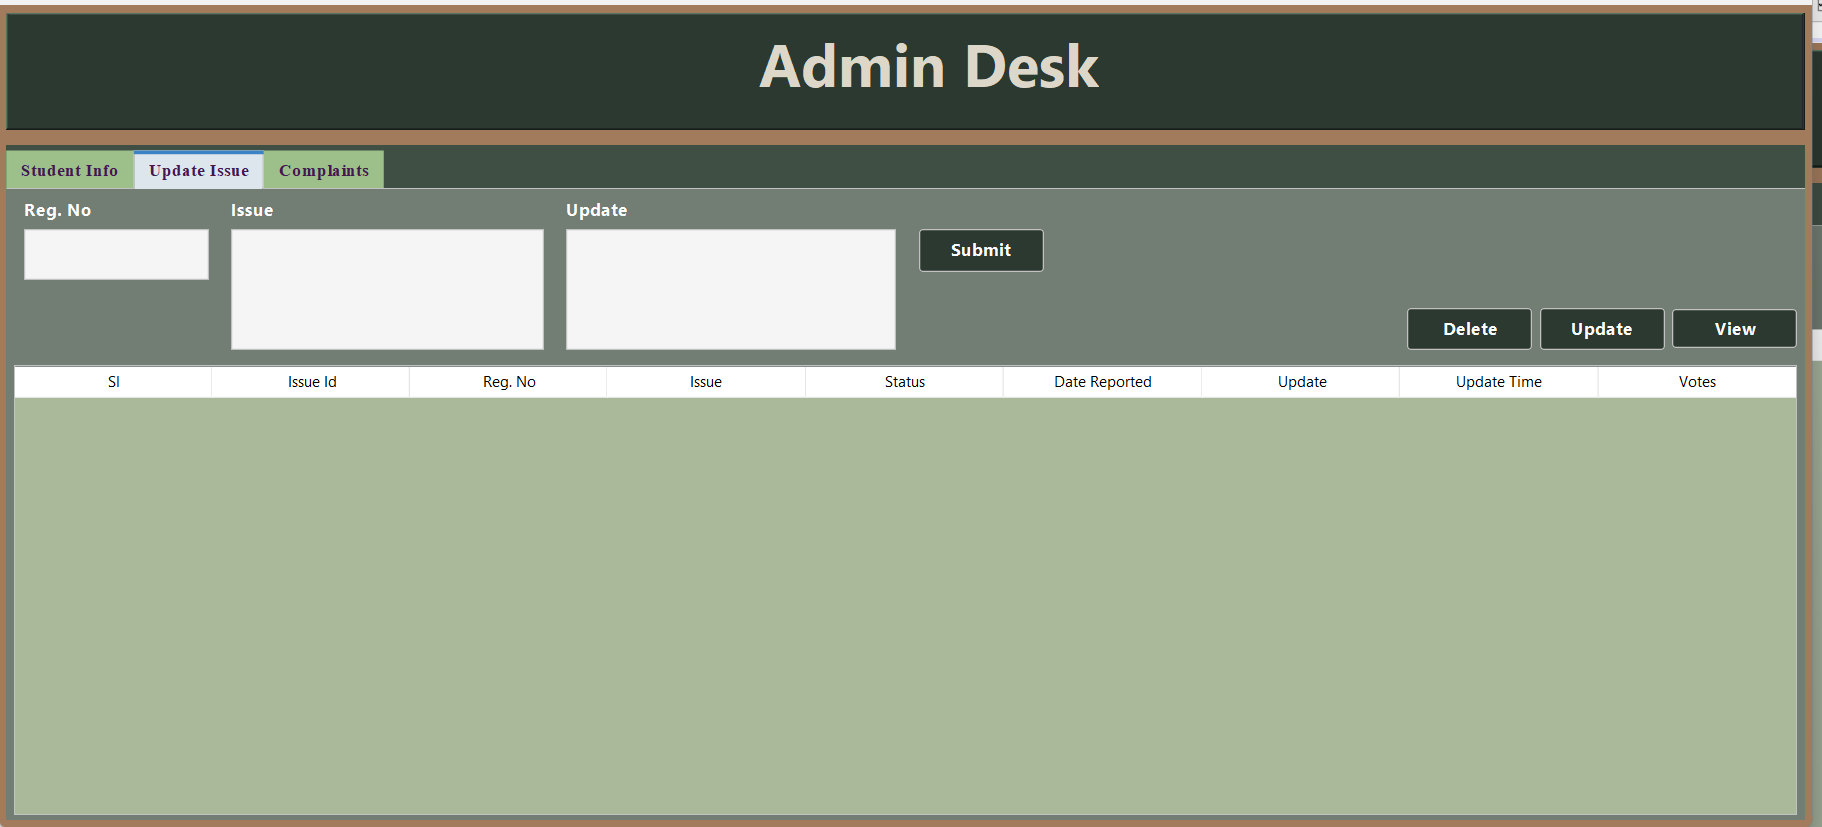 Admin Desk
Student Info Update Issue Complaints
Reg. No Issue Update
Submit
Delete Update View
Sl Issue Id Reg. No Issue Status Date Reported Update Update Time Votes